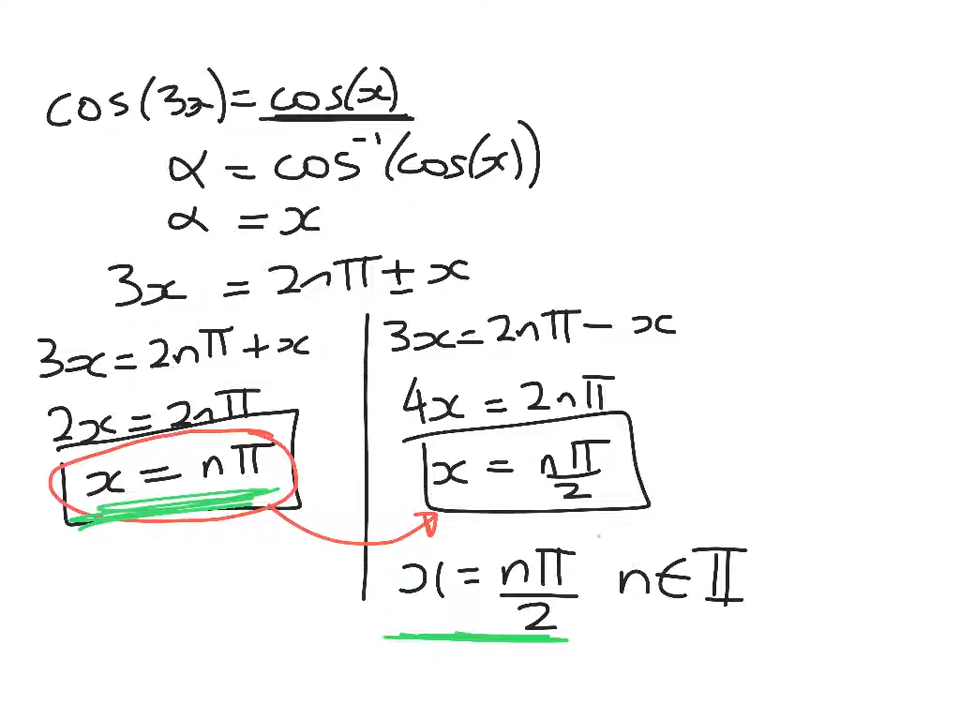 cos(3x)=cos(x)
α = cos⁻¹(cos(x))
α = x
3x = 2nπ ± x
3x = 2nπ + x
2x = 2nπ
x = nπ
3x = 2nπ − x
4x = 2nπ
x = nπ/2
x = nπ/2 n ∈ 𝕀